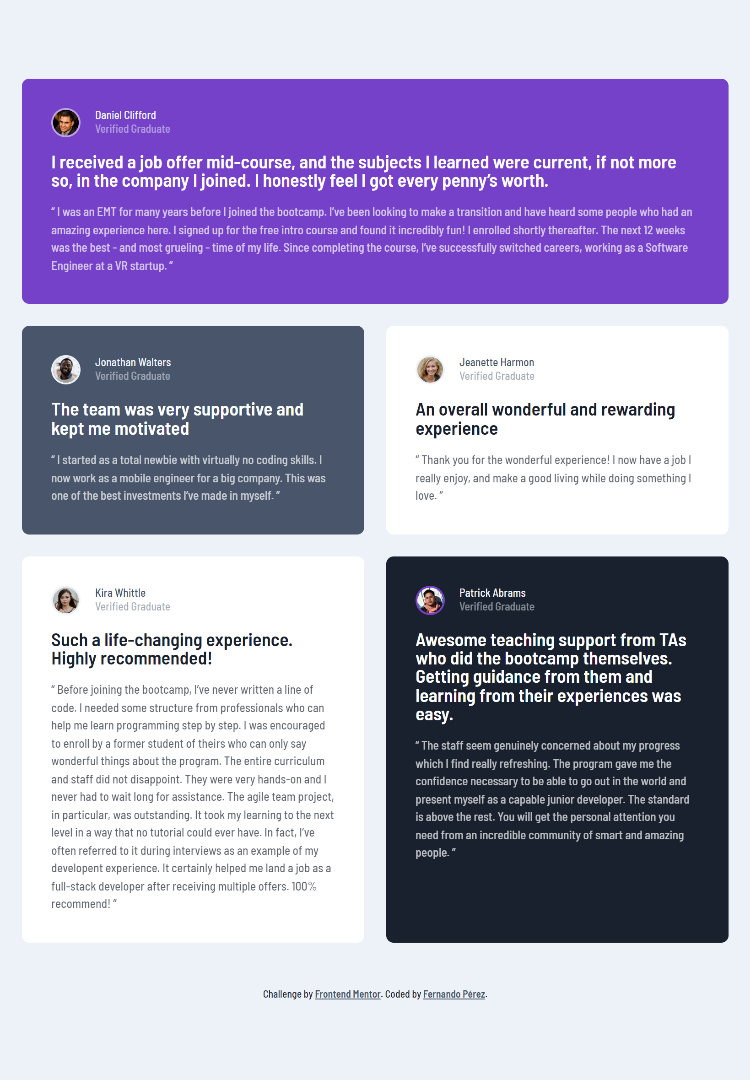 Daniel Clifford
Verified Graduate
I received a job offer mid-course, and the subjects I learned were current, if not more
so, in the company I joined. I honestly feel I got every penny’s worth.
“ I was an EMT for many years before I joined the bootcamp. I’ve been looking to make a transition and have heard some people who had an
amazing experience here. I signed up for the free intro course and found it incredibly fun! I enrolled shortly thereafter. The next 12 weeks
was the best - and most grueling - time of my life. Since completing the course, I’ve successfully switched careers, working as a Software
Engineer at a VR startup. ”
Jonathan Walters
Verified Graduate
The team was very supportive and
kept me motivated
“ I started as a total newbie with virtually no coding skills. I
now work as a mobile engineer for a big company. This was
one of the best investments I’ve made in myself. ”
Jeanette Harmon
Verified Graduate
An overall wonderful and rewarding
experience
“ Thank you for the wonderful experience! I now have a job I
really enjoy, and make a good living while doing something I
love. ”
Kira Whittle
Verified Graduate
Such a life-changing experience.
Highly recommended!
“ Before joining the bootcamp, I’ve never written a line of
code. I needed some structure from professionals who can
help me learn programming step by step. I was encouraged
to enroll by a former student of theirs who can only say
wonderful things about the program. The entire curriculum
and staff did not disappoint. They were very hands-on and I
never had to wait long for assistance. The agile team project,
in particular, was outstanding. It took my learning to the next
level in a way that no tutorial could ever have. In fact, I’ve
often referred to it during interviews as an example of my
developent experience. It certainly helped me land a job as a
full-stack developer after receiving multiple offers. 100%
recommend! ”
Patrick Abrams
Verified Graduate
Awesome teaching support from TAs
who did the bootcamp themselves.
Getting guidance from them and
learning from their experiences was
easy.
“ The staff seem genuinely concerned about my progress
which I find really refreshing. The program gave me the
confidence necessary to be able to go out in the world and
present myself as a capable junior developer. The standard
is above the rest. You will get the personal attention you
need from an incredible community of smart and amazing
people. ”
Challenge by Frontend Mentor. Coded by Fernando Pérez.